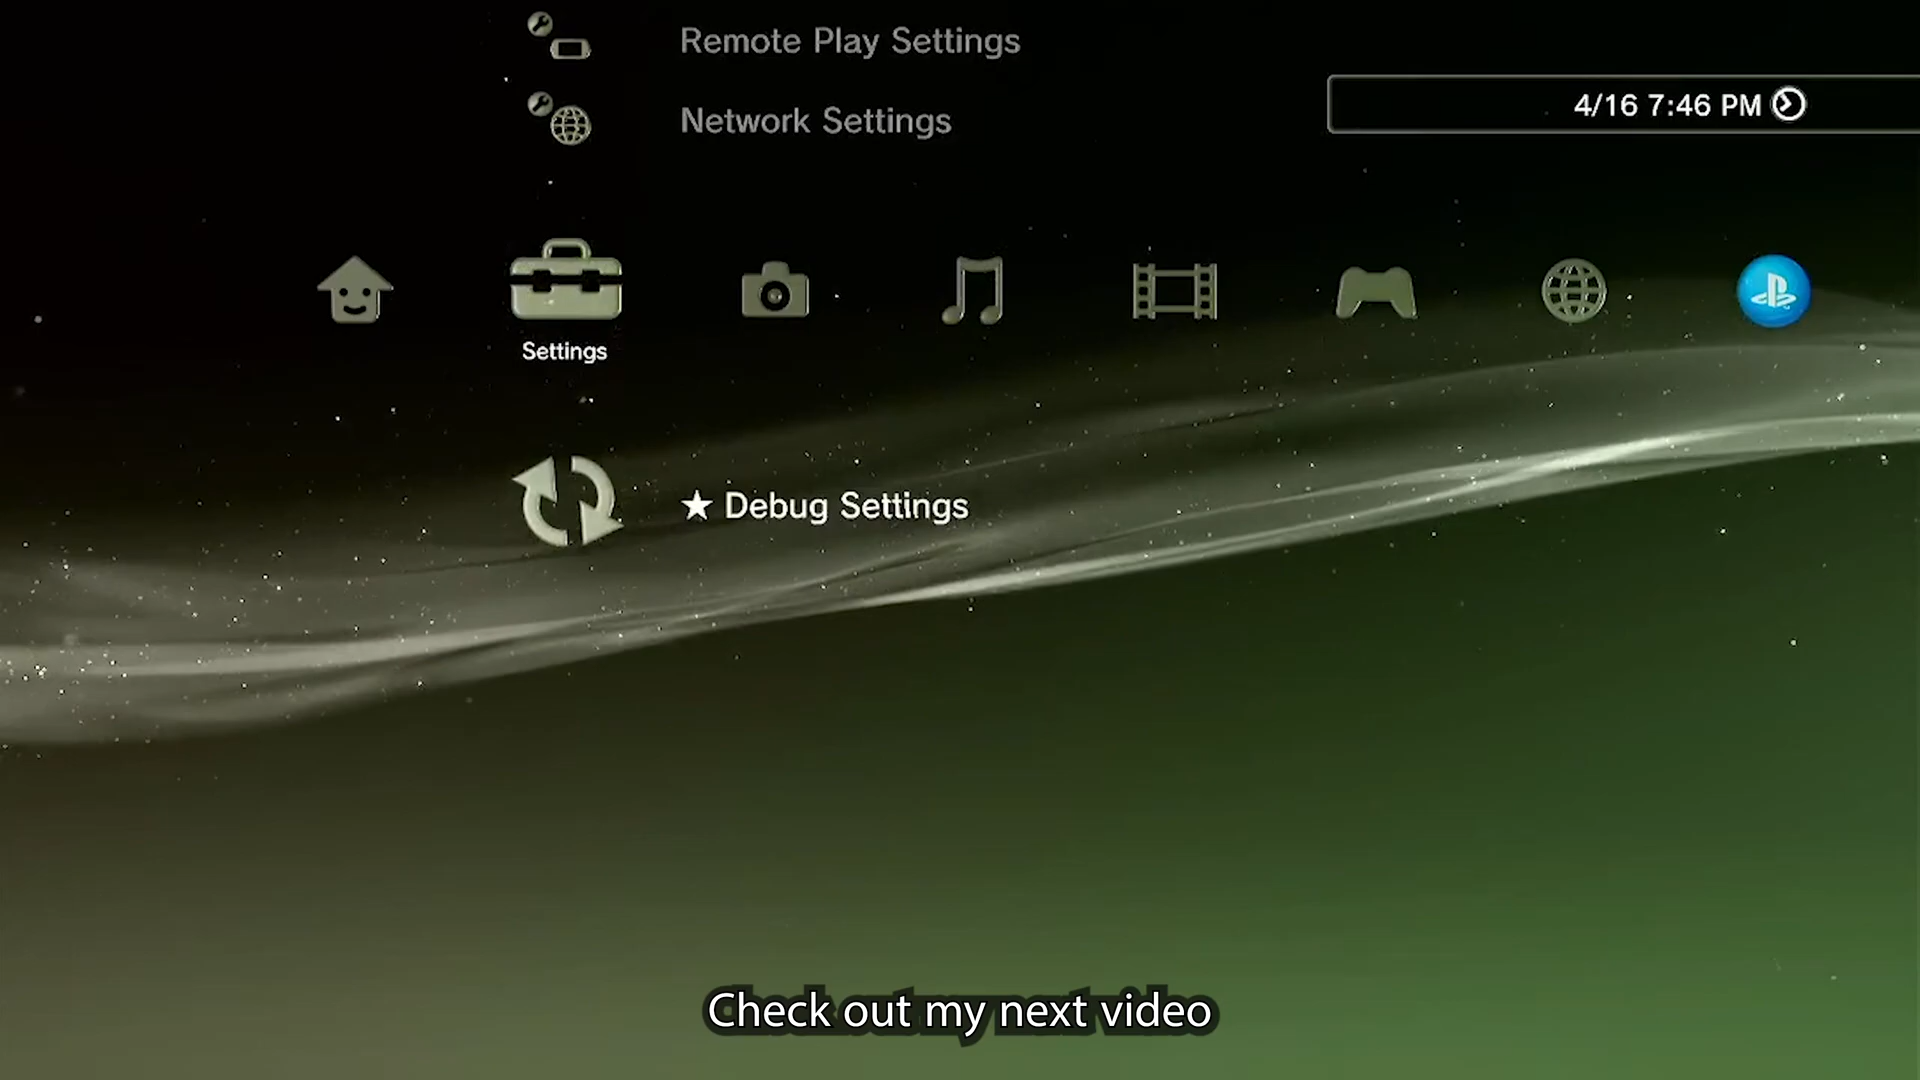 Remote Play Settings
4/16 7:46 PM
Network Settings
Settings
★ Debug Settings
Check out my next video